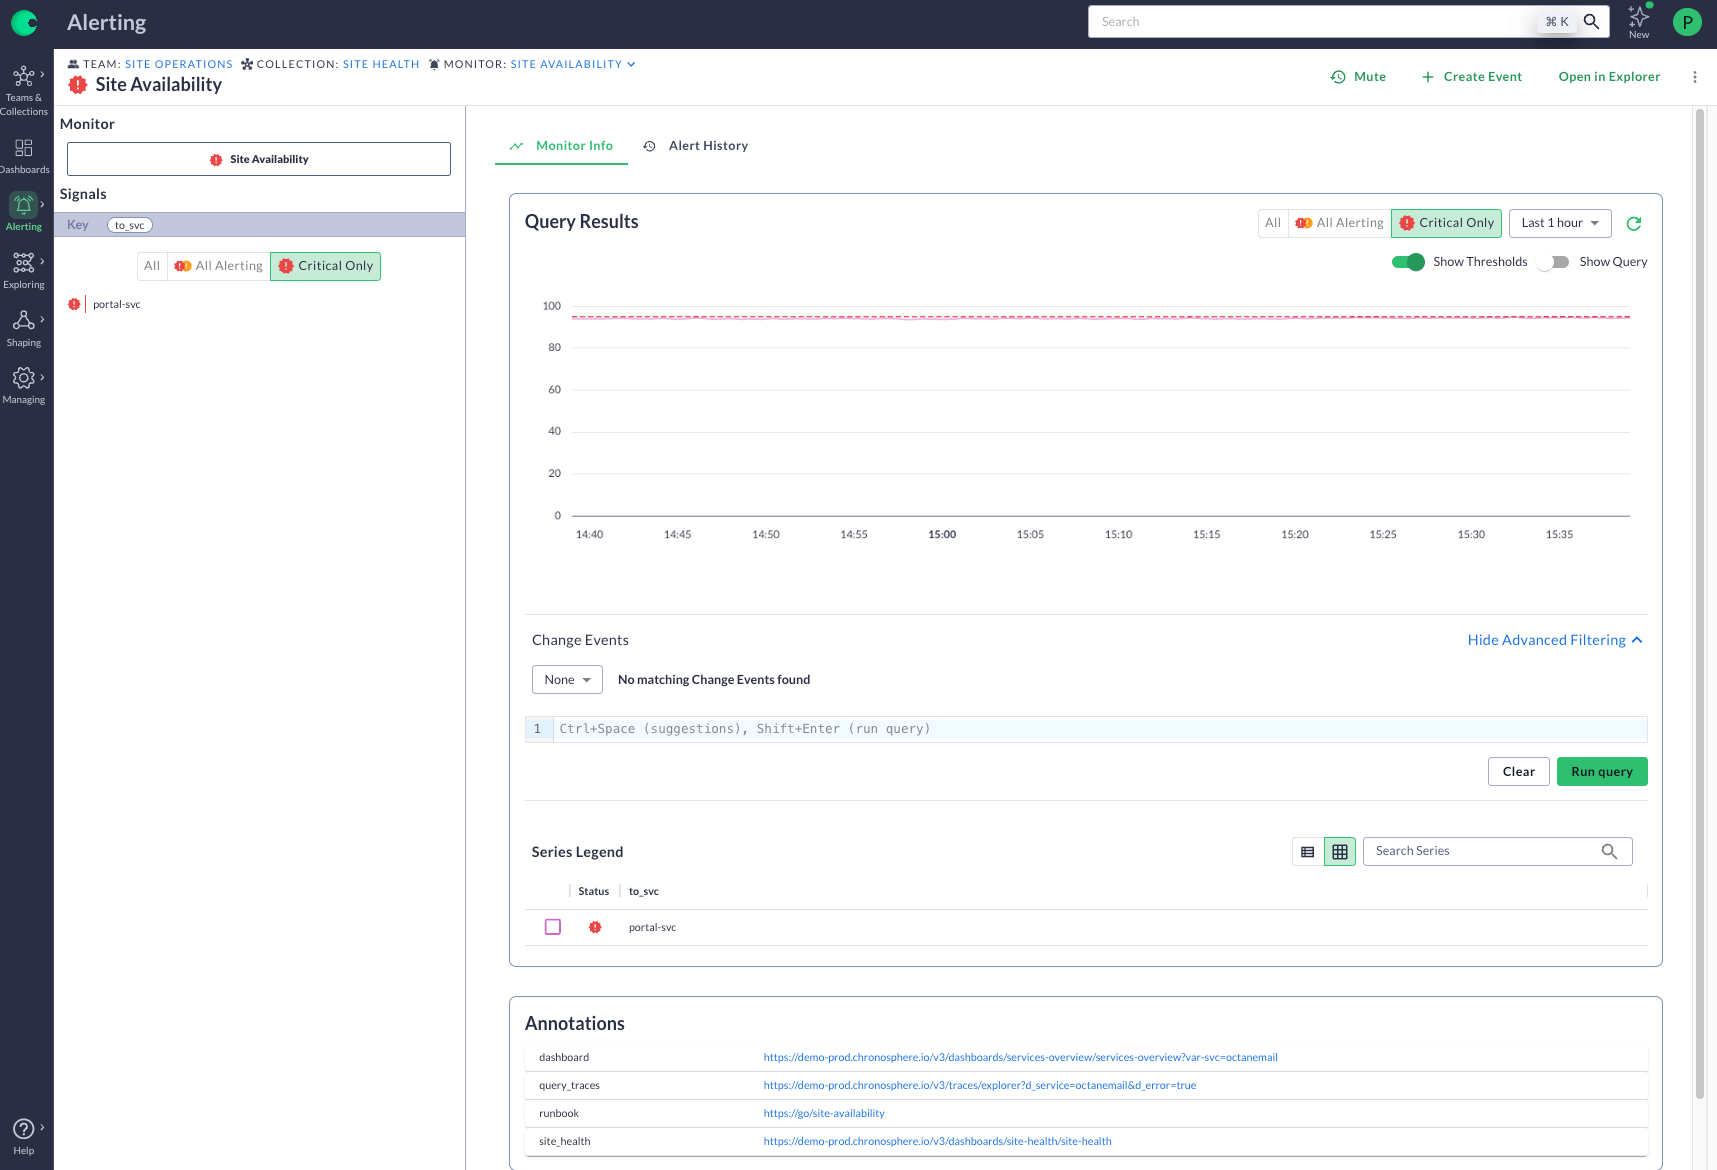 Alerting
Search
⌘ K
New
P
TEAM: SITE OPERATIONS COLLECTION: SITE HEALTH MONITOR: SITE AVAILABILITY
Site Availability
Mute
+ Create Event
Open in Explorer
Teams & Collections
Dashboards
Alerting
Exploring
Shaping
Managing
Help
Monitor
Site Availability
Signals
Key to_svc
All
All Alerting
Critical Only
portal-svc
Monitor Info
Alert History
Query Results
All
All Alerting
Critical Only
Last 1 hour
Show Thresholds
Show Query
100
80
60
40
20
0
14:40 14:45 14:50 14:55 15:00 15:05 15:10 15:15 15:20 15:25 15:30 15:35
Change Events
Hide Advanced Filtering
None
No matching Change Events found
1 Ctrl+Space (suggestions), Shift+Enter (run query)
Clear
Run query
Series Legend
Search Series
Status to_svc
portal-svc
Annotations
dashboard https://demo-prod.chronosphere.io/v3/dashboards/services-overview/services-overview?var-svc=octanemail
query_traces https://demo-prod.chronosphere.io/v3/traces/explorer?d_service=octanemail&d_error=true
runbook https://go/site-availability
site_health https://demo-prod.chronosphere.io/v3/dashboards/site-health/site-health